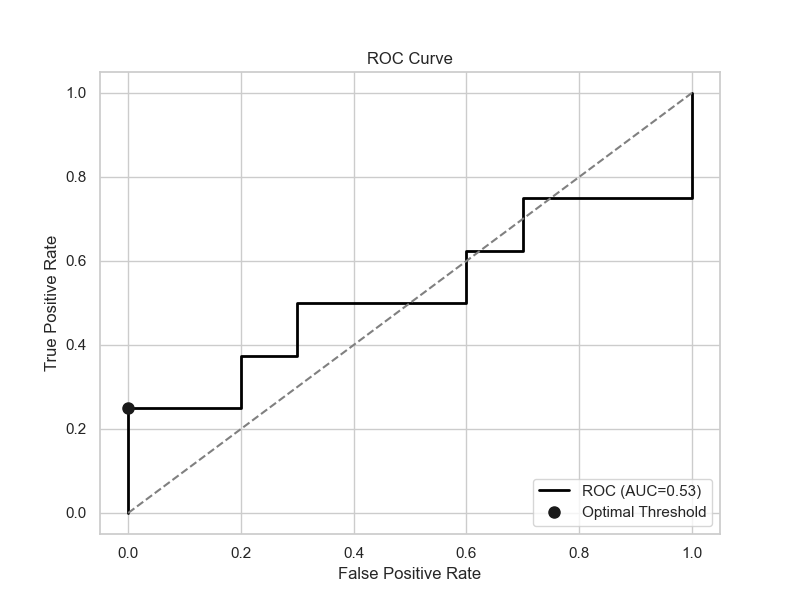 ROC Curve
1.0
0.8
0.6
0.4
0.2
0.0
True Positive Rate
0.0 0.2 0.4 0.6 0.8 1.0
False Positive Rate
ROC (AUC=0.53)
Optimal Threshold